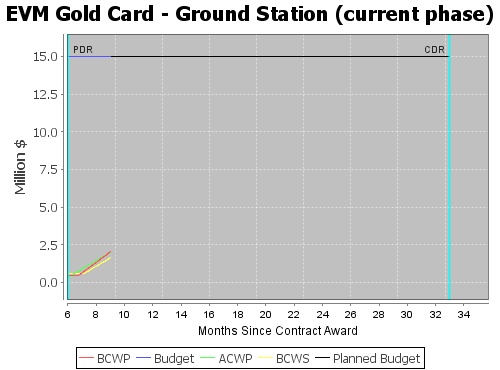 EVM Gold Card - Ground Station (current phase)
PDR CDR
15.0
12.5
10.0
7.5
5.0
2.5
0.0
Million $
6 8 10 12 14 16 18 20 22 24 26 28 30 32 34
Months Since Contract Award
BCWP Budget ACWP BCWS Planned Budget